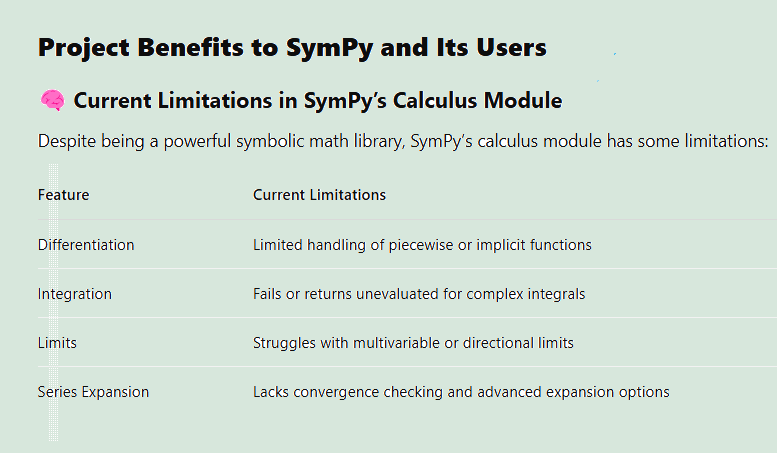 Project Benefits to SymPy and Its Users
🧠 Current Limitations in SymPy’s Calculus Module
Despite being a powerful symbolic math library, SymPy’s calculus module has some limitations:
Feature Current Limitations
Differentiation Limited handling of piecewise or implicit functions
Integration Fails or returns unevaluated for complex integrals
Limits Struggles with multivariable or directional limits
Series Expansion Lacks convergence checking and advanced expansion options